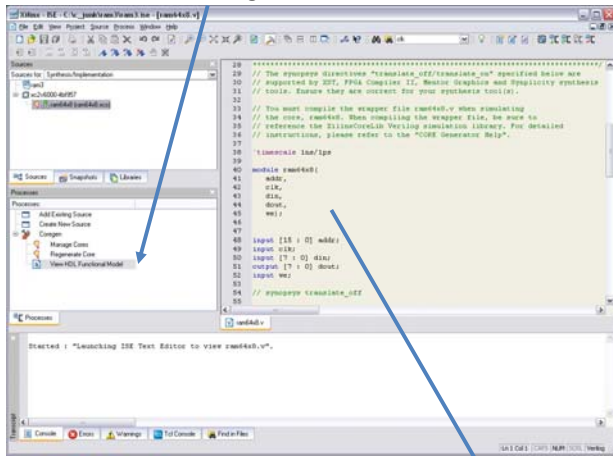 Xilinx - ISE - C:\c_junk\ram3\ram3.ise - [ram64x8.v]
File Edit View Project Source Process Window Help
Sources
Sources for: Synthesis/Implementation
ram3
xc2v6000-4bf957
ram64x8 (ram64x8.xco)
Sources Snapshots Libraries
Processes
Processes:
Add Existing Source
Create New Source
Coregen
Manage Cores
Regenerate Core
View HDL Functional Model
Processes
28
29 // The synopsys directives "translate_off/translate_on" specified below are
30 // supported by XST, FPGA Compiler II, Mentor Graphics and Synplicity synthesis
31 // tools. Ensure they are correct for your synthesis tool(s).
32
33 // You must compile the wrapper file ram64x8.v when simulating
34 // the core, ram64x8. When compiling the wrapper file, be sure to
35 // reference the XilinxCoreLib Verilog simulation library. For detailed
36 // instructions, please refer to the "CORE Generator Help".
37
38 `timescale 1ns/1ps
39
40 module ram64x8(
41 addr,
42 clk,
43 din,
44 dout,
45 we);
46
47
48 input [15 : 0] addr;
49 input clk;
50 input [7 : 0] din;
51 output [7 : 0] dout;
52 input we;
53
54 // synopsys translate_off
55
ram64x8.v
Started : "Launching ISE Text Editor to view ram64x8.v".
Transcript
Console Errors Warnings Tcl Console Find in Files
Ln 1 Col 1 CAPS NUM SCRL Verilog